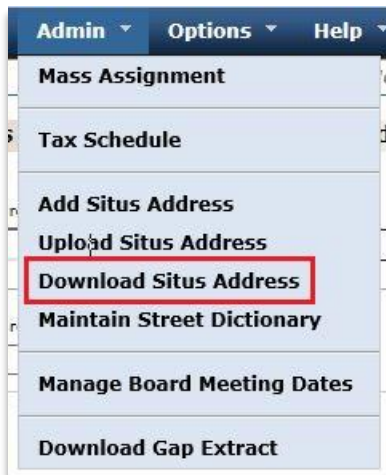 Admin Options Help
Mass Assignment
Tax Schedule
Add Situs Address
Upload Situs Address
Download Situs Address
Maintain Street Dictionary
Manage Board Meeting Dates
Download Gap Extract